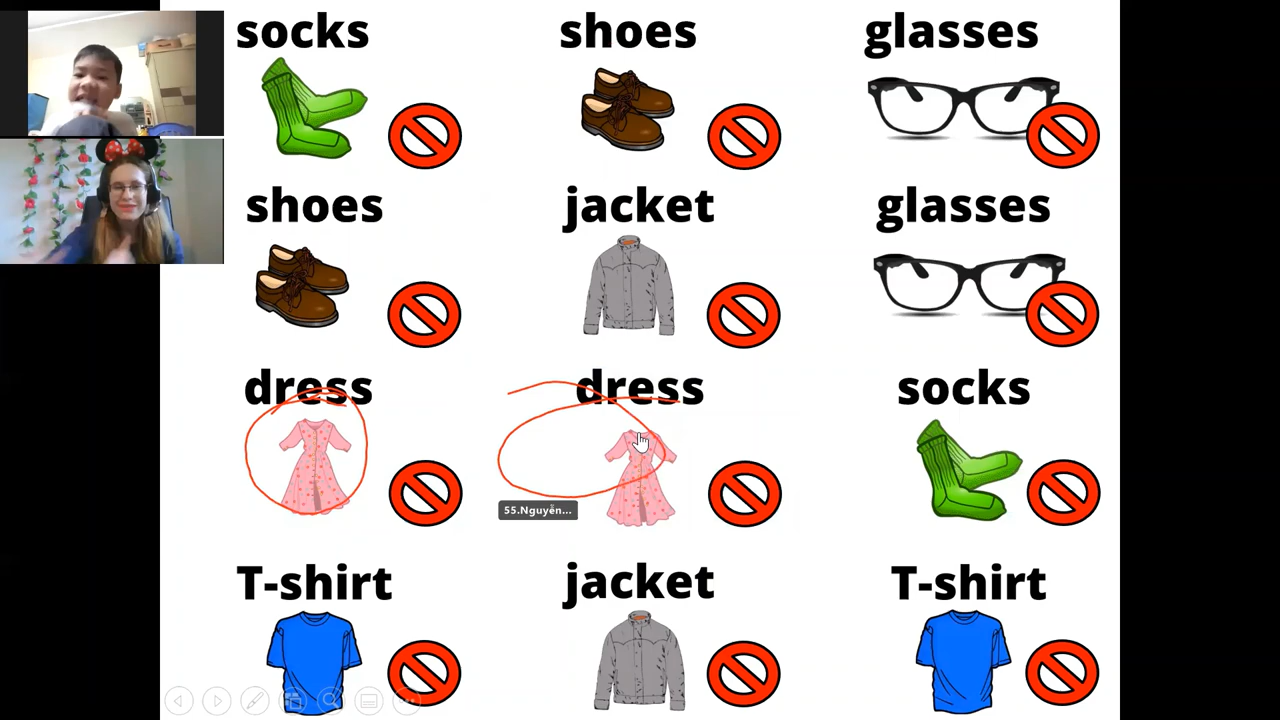 socks shoes glasses
shoes jacket glasses
dress dress socks
55.Nguyễn...
T-shirt jacket T-shirt